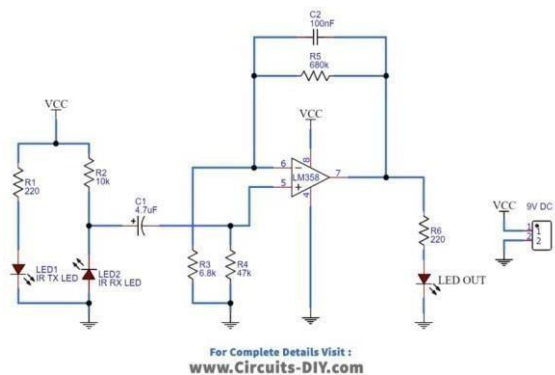 C2
100nF
R5
680k
VCC
R1
220
R2
10k
C1
4.7uF
+
VCC
6
5
8
LM358
4
7
R3
6.8k
R4
47k
LED1
IR TX LED
LED2
IR RX LED
R6
220
LED OUT
VCC
9V DC
1
2
1
2
For Complete Details Visit :
www.Circuits-DIY.com